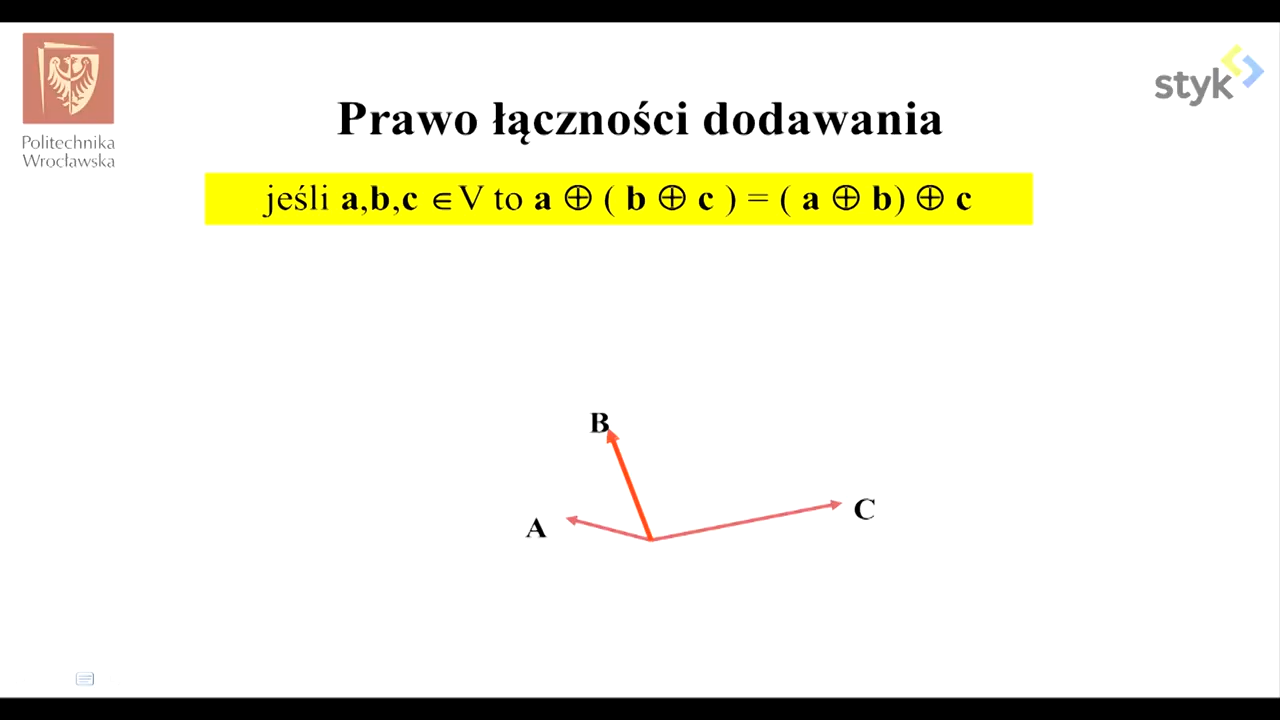 Politechnika
Wrocławska
styk
Prawo łączności dodawania
jeśli a,b,c ∈V to a ⊕ ( b ⊕ c ) = ( a ⊕ b) ⊕ c
B
A
C